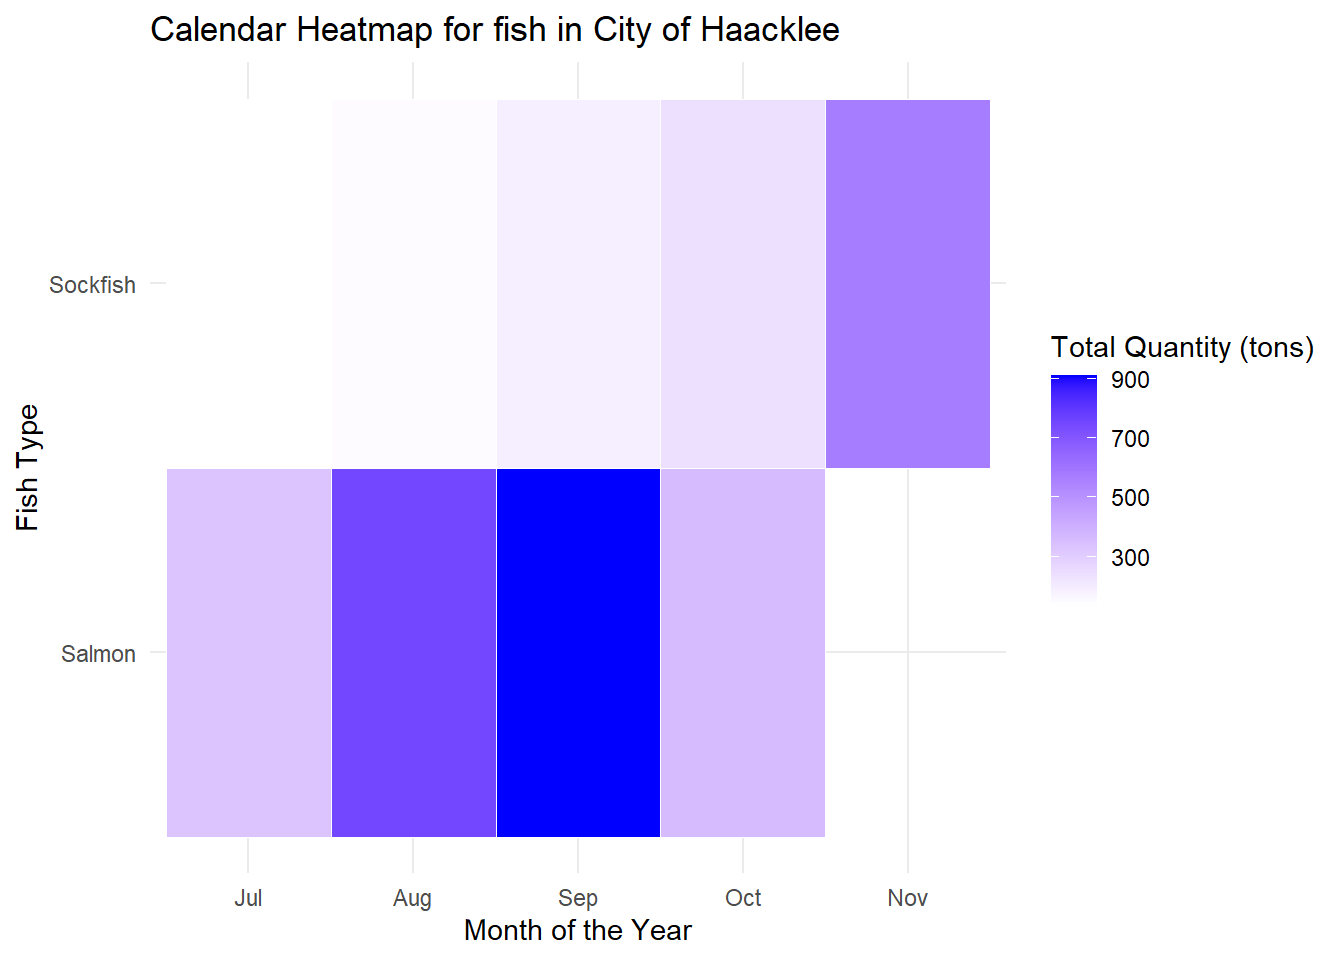 Calendar Heatmap for fish in City of Haacklee
Sockfish
Salmon
Fish Type
Jul
Aug
Sep
Oct
Nov
Month of the Year
Total Quantity (tons)
900
700
500
300